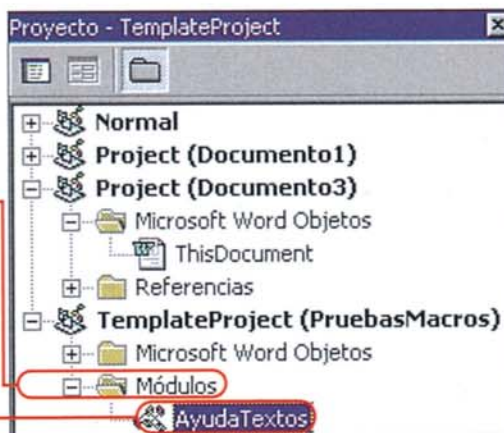 Proyecto - TemplateProject
Normal
Project (Documento1)
Project (Documento3)
Microsoft Word Objetos
ThisDocument
Referencias
TemplateProject (PruebasMacros)
Microsoft Word Objetos
Módulos
AyudaTextos